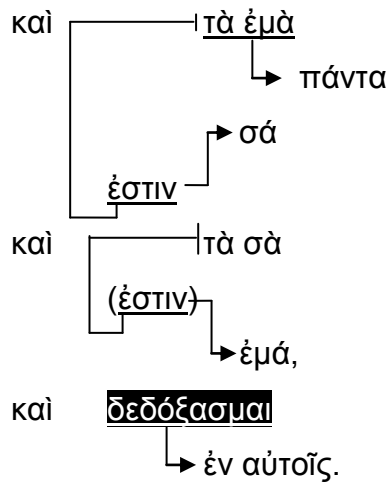 καὶ τὰ ἐμὰ
πάντα
σά
ἐστιν
καὶ τὰ σὰ
(ἐστιν)
ἐμά,
καὶ δεδόξασμαι
ἐν αὐτοῖς.